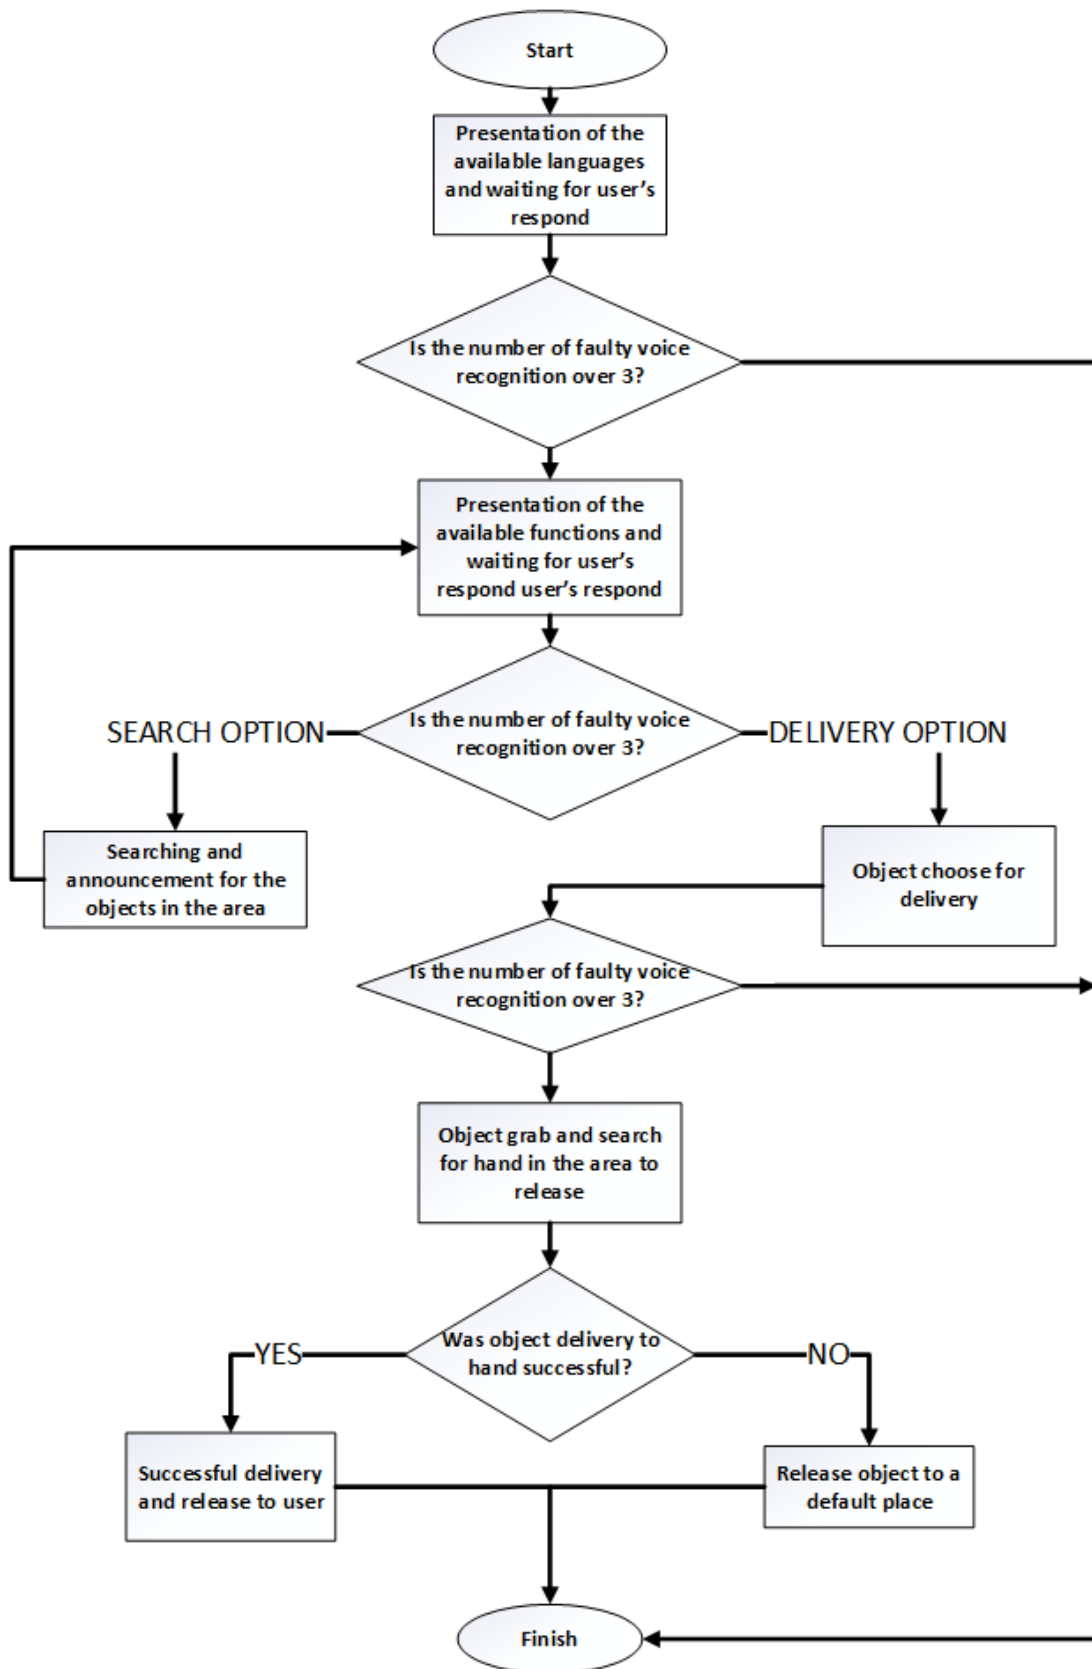 Start
Presentation of the
available languages
and waiting for user's
respond
Is the number of faulty voice
recognition over 3?
Presentation of the
available functions and
waiting for user's
respond user's respond
SEARCH OPTION
Is the number of faulty voice
recognition over 3?
DELIVERY OPTION
Searching and
announcement for the
objects in the area
Object choose for
delivery
Is the number of faulty voice
recognition over 3?
Object grab and search
for hand in the area to
release
YES
Was object delivery to
hand successful?
NO
Successful delivery
and release to user
Release object to a
default place
Finish